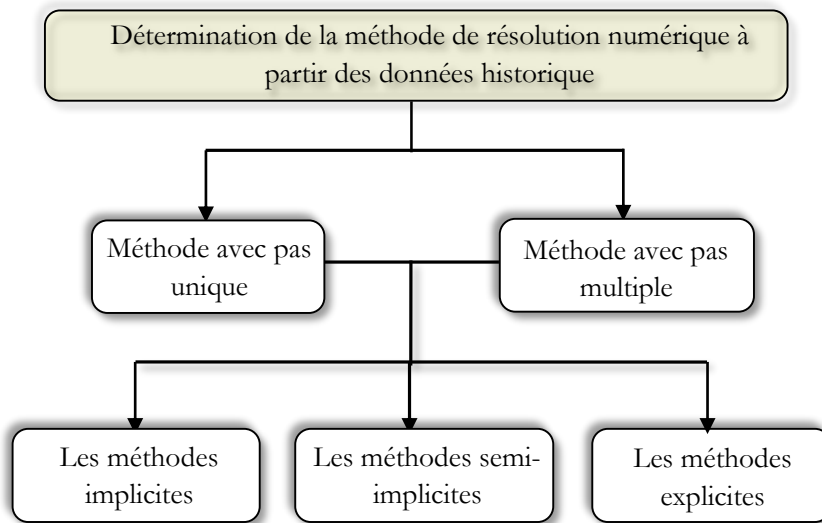 Détermination de la méthode de résolution numérique à
partir des données historique
Méthode avec pas
unique
Méthode avec pas
multiple
Les méthodes
implicites
Les méthodes semi-
implicites
Les méthodes
explicites